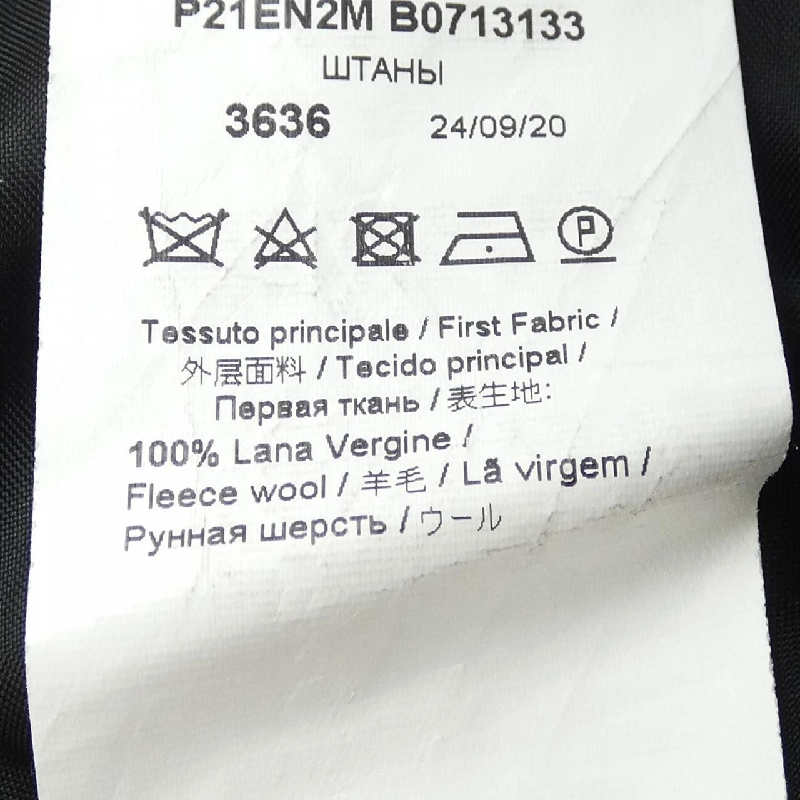 P21EN2M B0713133
ШТАНЫ
3636 24/09/20
P
Tessuto principale / First Fabric /
外层面料 / Tecido principal /
Первая ткань / 表生地:
100% Lana Vergine /
Fleece wool / 羊毛 / Lã virgem /
Рунная шерсть / ウール